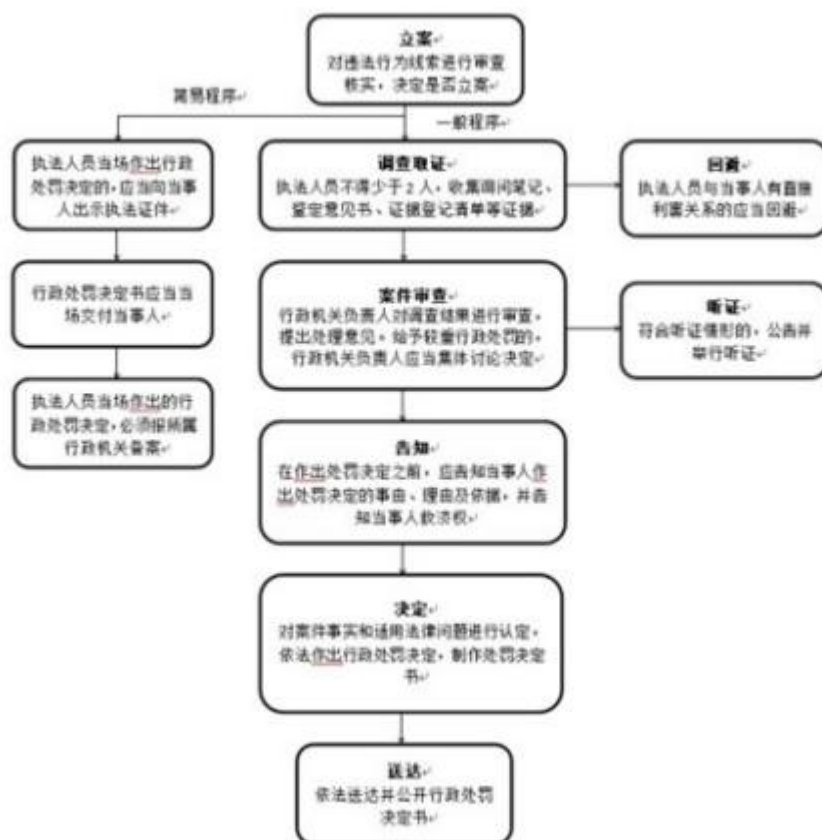 立案
对违法行为线索进行审查
核实，决定是否立案
简易程序
一般程序
执法人员当场作出行政
处罚决定的，应当向当事
人出示执法证件
调查取证
执法人员不得少于2人，收集询问笔记、
鉴定意见书、证据登记清单等证据
回避
执法人员与当事人有直接
利害关系的应当回避
行政处罚决定书应当当
场交付当事人
案件审查
行政机关负责人对调查结果进行审查，
提出处理意见。给予较重行政处罚的，
行政机关负责人应当集体讨论决定
听证
符合听证情形的，公告并
举行听证
执法人员当场作出的行
政处罚决定，必须报所属
行政机关备案
告知
在作出处罚决定之前，应告知当事人作
出处罚决定的事由、理由及依据，并告
知当事人救济权
决定
对案件事实和适用法律问题进行认定，
依法作出行政处罚决定，制作处罚决定
书
送达
依法送达并公开行政处罚
决定书